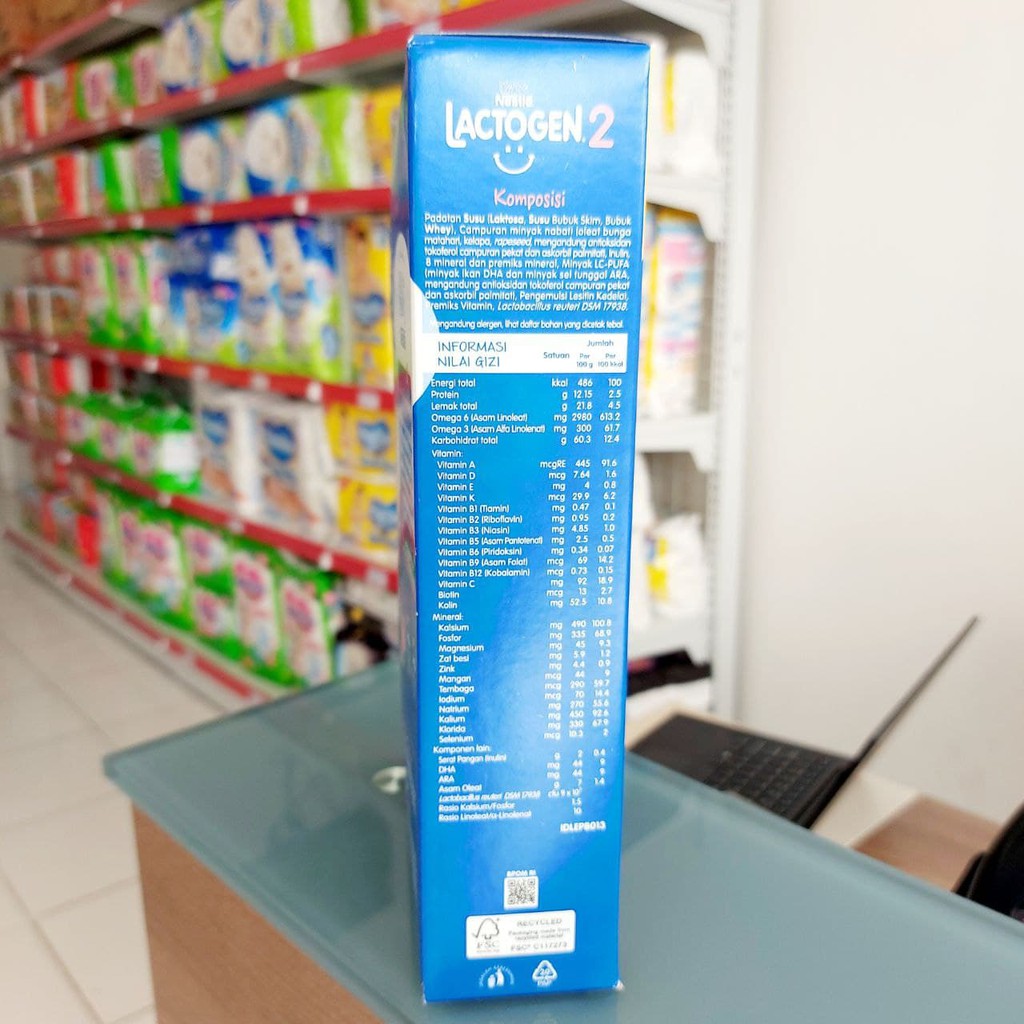 Nestlé
LACTOGEN® 2
Komposisi
Padatan Susu (Laktosa, Susu Bubuk Skim, Bubuk
Whey), Campuran minyak nabati (oleat bunga
matahari, kelapa, rapeseed, mengandung antioksidan
tokoferol campuran pekat dan askorbil palmitat), Inulin,
8 mineral dan premiks mineral, Minyak LC-PUFA
(minyak ikan DHA dan minyak sel tunggal ARA,
mengandung antioksidan tokoferol campuran pekat
dan askorbil palmitat), Pengemulsi Lesitin Kedelai,
Premiks Vitamin, Lactobacillus reuteri DSM 17938.
Mengandung alergen, lihat daftar bahan yang dicetak tebal.
INFORMASI NILAI GIZI Satuan Jumlah Per 100 g Per 100 kkal
Energi total kkal 486 100
Protein g 12.15 2.5
Lemak total g 21.8 4.5
Omega 6 (Asam Linoleat) mg 2980 613.2
Omega 3 (Asam Alfa Linolenat) mg 300 61.7
Karbohidrat total g 60.3 12.4
Vitamin:
Vitamin A mcgRE 445 91.6
Vitamin D mcg 7.64 1.6
Vitamin E mg 4 0.8
Vitamin K mcg 29.9 6.2
Vitamin B1 (Tiamin) mg 0.47 0.1
Vitamin B2 (Riboflavin) mg 0.95 0.2
Vitamin B3 (Niasin) mg 4.85 1.0
Vitamin B5 (Asam Pantotenat) mg 2.5 0.5
Vitamin B6 (Piridoksin) mg 0.34 0.07
Vitamin B9 (Asam Folat) mcg 69 14.2
Vitamin B12 (Kobalamin) mcg 0.73 0.15
Vitamin C mg 92 18.9
Biotin mcg 13 2.7
Kolin mg 52.5 10.8
Mineral:
Kalsium mg 490 100.8
Fosfor mg 335 68.9
Magnesium mg 45 9.3
Zat besi mg 5.9 1.2
Zink mg 4.4 0.9
Mangan mcg 44 9
Tembaga mcg 290 59.7
Iodium mcg 70 14.4
Natrium mg 270 55.6
Kalium mg 450 92.6
Klorida mg 330 67.9
Selenium mcg 10.3 2
Komponen lain:
Serat Pangan (Inulin) g 2 0.4
DHA mg 44 9
ARA mg 44 9
Asam Oleat g 7 1.4
Lactobacillus reuteri DSM 17938 cfu 9 x 10⁷
Rasio Kalsium/Fosfor 1.5
Rasio Linoleat/α-Linolenat 10
IDLEPB013
BPOM RI
FSC
RECYCLED
Packaging made from
recycled material
FSC® C117273